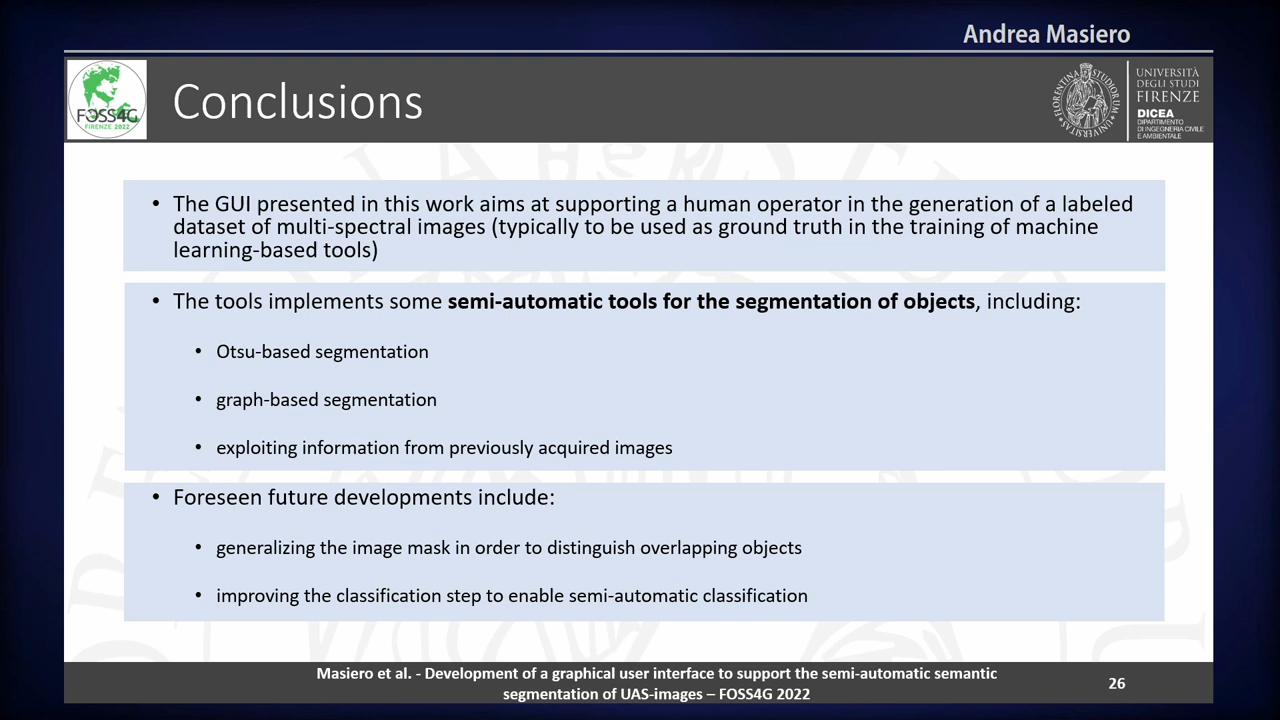 Andrea Masiero
FOSS4G
FIRENZE 2022
Conclusions
UNIVERSITÀ
DEGLI STUDI
FIRENZE
DICEA
DIPARTIMENTO
DI INGEGNERIA CIVILE
E AMBIENTALE
• The GUI presented in this work aims at supporting a human operator in the generation of a labeled
dataset of multi-spectral images (typically to be used as ground truth in the training of machine
learning-based tools)
• The tools implements some semi-automatic tools for the segmentation of objects, including:
• Otsu-based segmentation
• graph-based segmentation
• exploiting information from previously acquired images
• Foreseen future developments include:
• generalizing the image mask in order to distinguish overlapping objects
• improving the classification step to enable semi-automatic classification
Masiero et al. - Development of a graphical user interface to support the semi-automatic semantic
segmentation of UAS-images – FOSS4G 2022
26